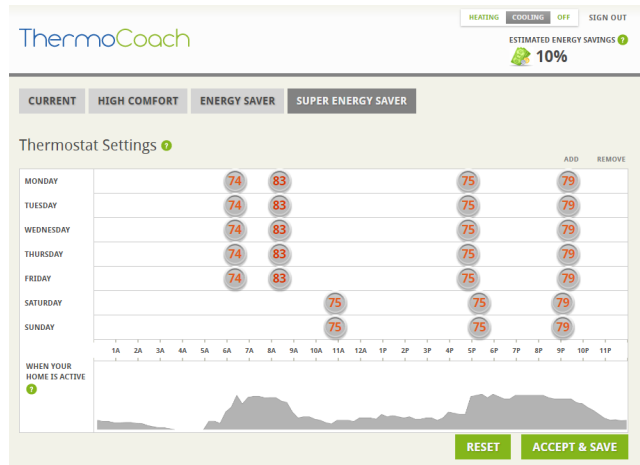 HEATING COOLING OFF SIGN OUT
ThermoCoach
ESTIMATED ENERGY SAVINGS ?
10%
CURRENT HIGH COMFORT ENERGY SAVER SUPER ENERGY SAVER
Thermostat Settings ?
ADD REMOVE
MONDAY 74 83 75 79
TUESDAY 74 83 75 79
WEDNESDAY 74 83 75 79
THURSDAY 74 83 75 79
FRIDAY 74 83 75 79
SATURDAY 75 75 79
SUNDAY 75 75 79
1A 2A 3A 4A 5A 6A 7A 8A 9A 10A 11A 12A 1P 2P 3P 4P 5P 6P 7P 8P 9P 10P 11P
WHEN YOUR
HOME IS ACTIVE
?
RESET ACCEPT & SAVE